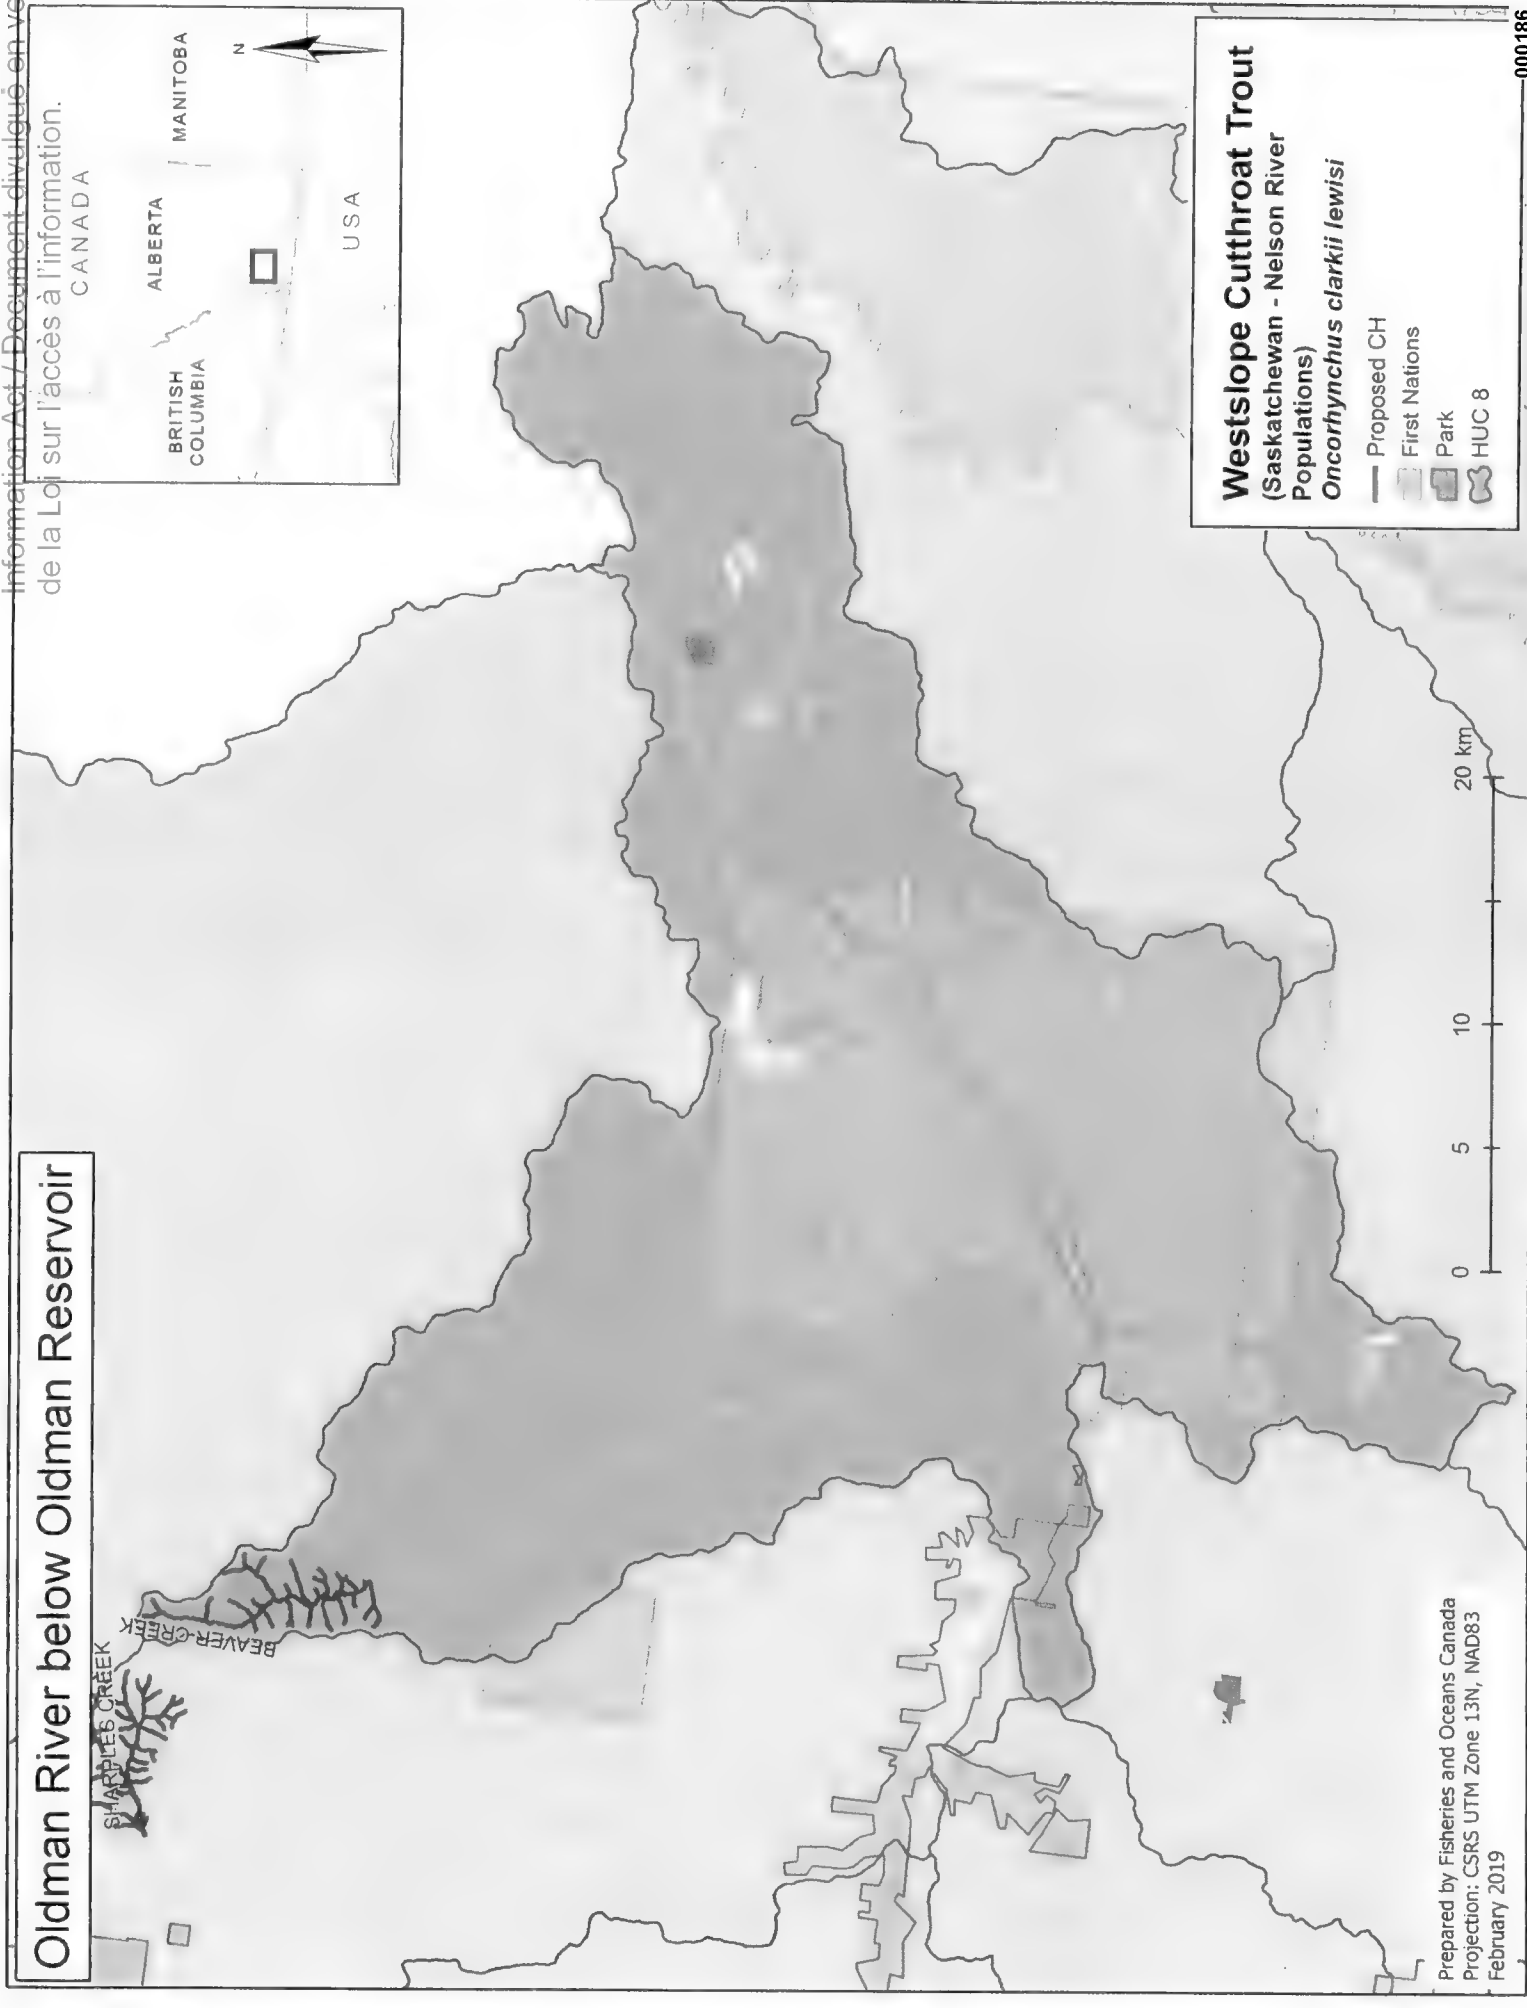 Information Act / Document divulgué en ve
de la Loi sur l'accès à l'information.
Oldman River below Oldman Reservoir
CANADA
BRITISH
COLUMBIA
ALBERTA
MANITOBA
USA
N
SHARPLES CREEK
BEAVER CREEK
Westslope Cutthroat Trout
(Saskatchewan - Nelson River
Populations)
Oncorhynchus clarkii lewisi
Proposed CH
First Nations
Park
HUC 8
0 5 10 20 km
Prepared by Fisheries and Oceans Canada
Projection: CSRS UTM Zone 13N, NAD83
February 2019
000186